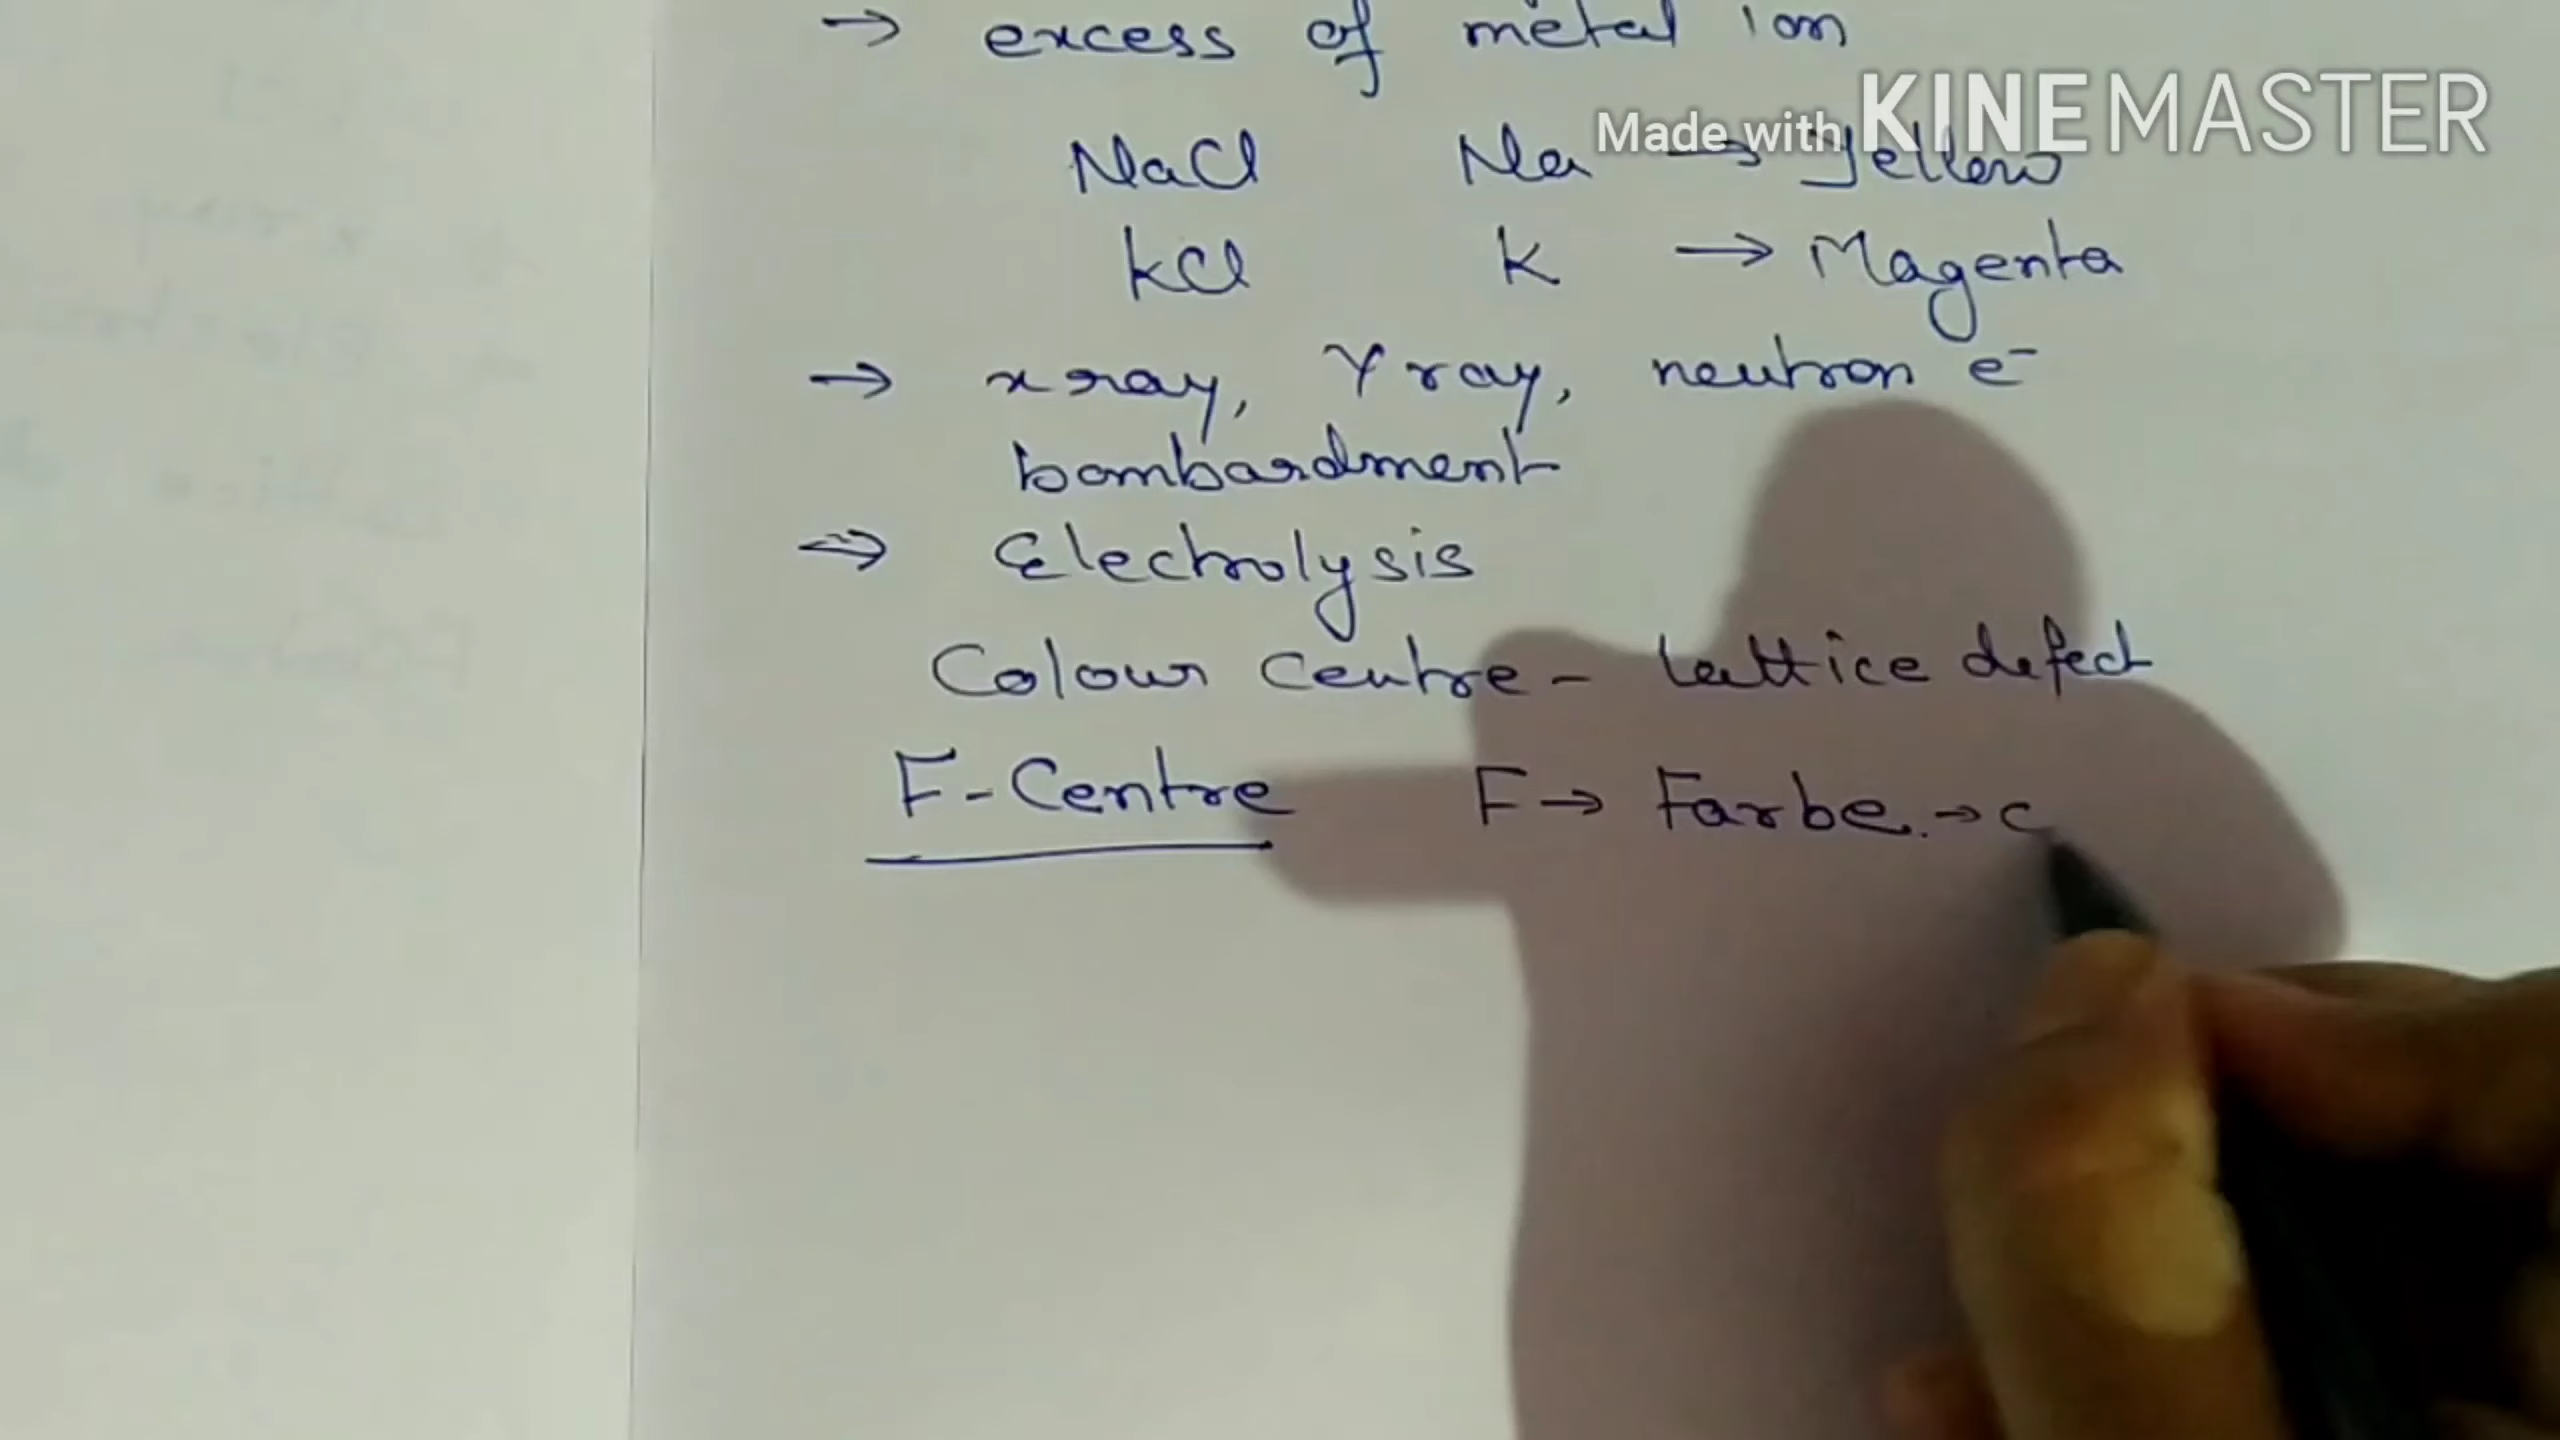 → excess of metal ion
Made with KINEMASTER
NaCl Na → Yellow
KCl K → Magenta
→ x ray, γ ray, neutron e⁻
bombardment
⇒ Electrolysis
Colour Centre - lattice defect
F-Centre F → Farbe. → c